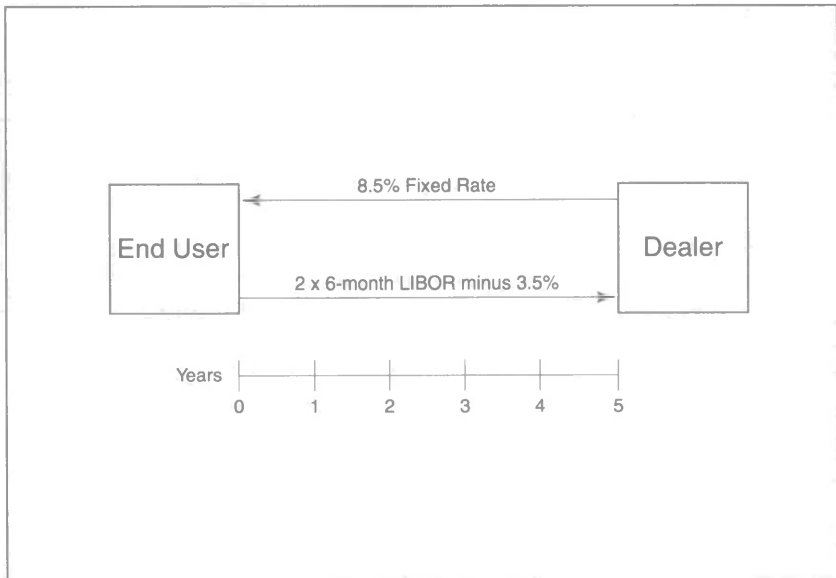 8.5% Fixed Rate
End User
Dealer
2 x 6-month LIBOR minus 3.5%
Years
0 1 2 3 4 5